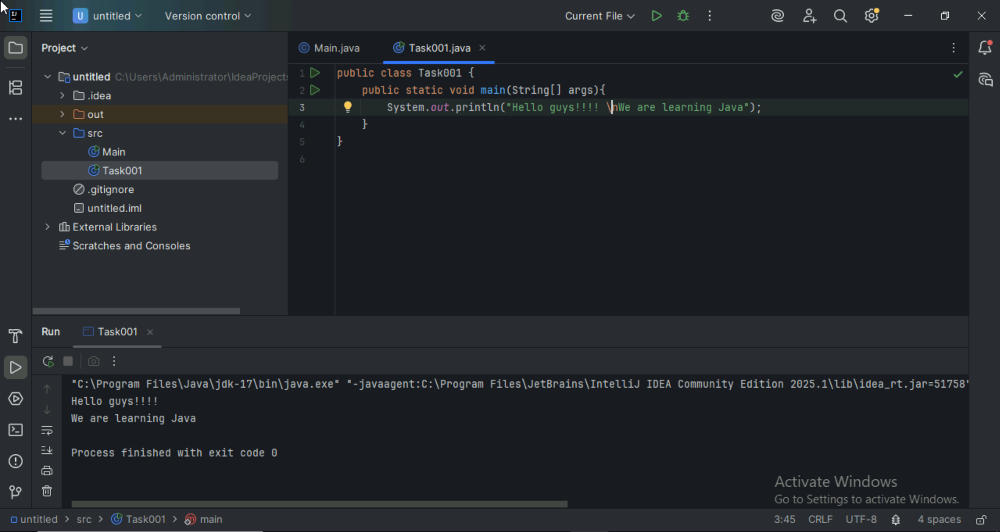 U untitled Version control Current File
Project Main.java Task001.java
untitled C:\Users\Administrator\IdeaProject
.idea
out
src
Main
Task001
.gitignore
untitled.iml
External Libraries
Scratches and Consoles
1 public class Task001 {
2 public static void main(String[] args){
3 System.out.println("Hello guys!!!! \nWe are learning Java");
4 }
5 }
6
Run Task001
"C:\Program Files\Java\jdk-17\bin\java.exe" "-javaagent:C:\Program Files\JetBrains\IntelliJ IDEA Community Edition 2025.1\lib\idea_rt.jar=51758"
Hello guys!!!!
We are learning Java
Process finished with exit code 0
Activate Windows
Go to Settings to activate Windows.
untitled > src > Task001 > main 3:45 CRLF UTF-8 4 spaces